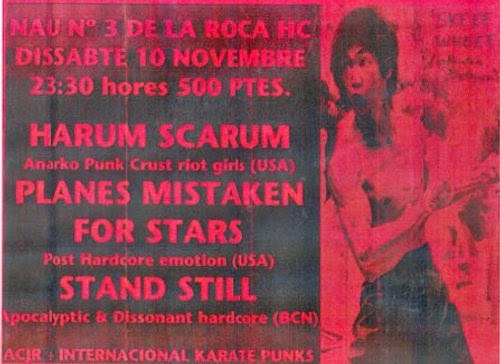 NAU Nº 3 DE LA ROCA HC
DISSABTE 10 NOVEMBRE
23:30 hores 500 PTES.
HARUM SCARUM
Anarko Punk Crust riot girls (USA)
PLANES MISTAKEN
FOR STARS
Post Hardcore emotion (USA)
STAND STILL
Apocalyptic & Dissonant hardcore (BCN)
ACJR + INTERNACIONAL KARATE PUNKS